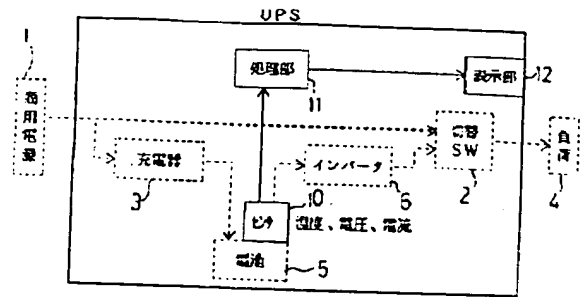 UPS
1
商用電源
処理部
11
表示部
12
切替
SW
2
負荷
4
充電器
3
インバータ
6
センサ
10
温度、電圧、電流
電池
5